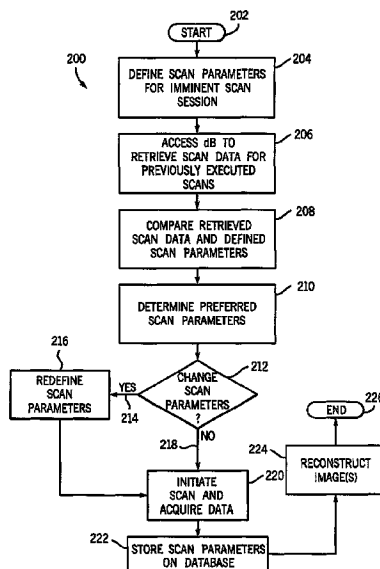 202
START
200
204
DEFINE SCAN PARAMETERS
FOR IMMINENT SCAN
SESSION
206
ACCESS dB TO
RETRIEVE SCAN DATA FOR
PREVIOUSLY EXECUTED
SCANS
208
COMPARE RETRIEVED
SCAN DATA AND DEFINED
SCAN PARAMETERS
210
DETERMINE PREFERRED
SCAN PARAMETERS
216
212
REDEFINE
SCAN
PARAMETERS
YES
214
CHANGE
SCAN
PARAMETERS
?
218
NO
226
END
224
RECONSTRUCT
IMAGE(S)
220
INITIATE
SCAN AND
ACQUIRE DATA
222
STORE SCAN PARAMETERS
ON DATABASE